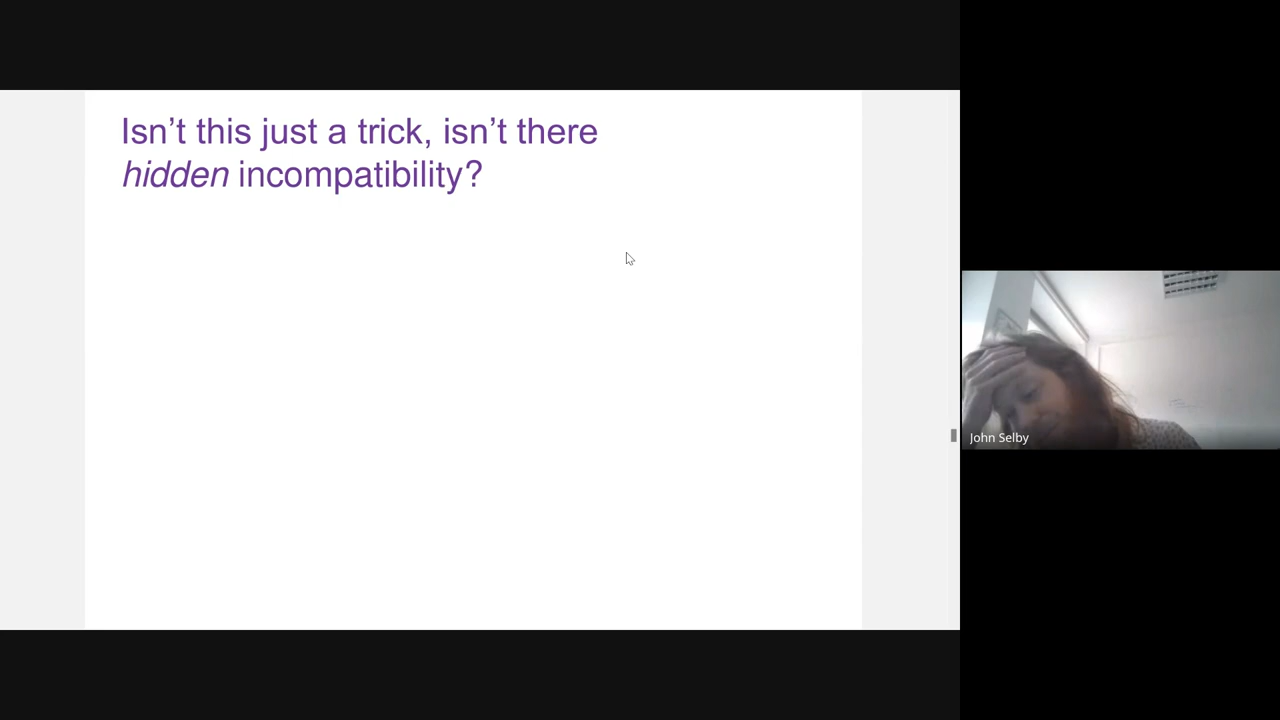 Isn’t this just a trick, isn’t there
hidden incompatibility?
John Selby